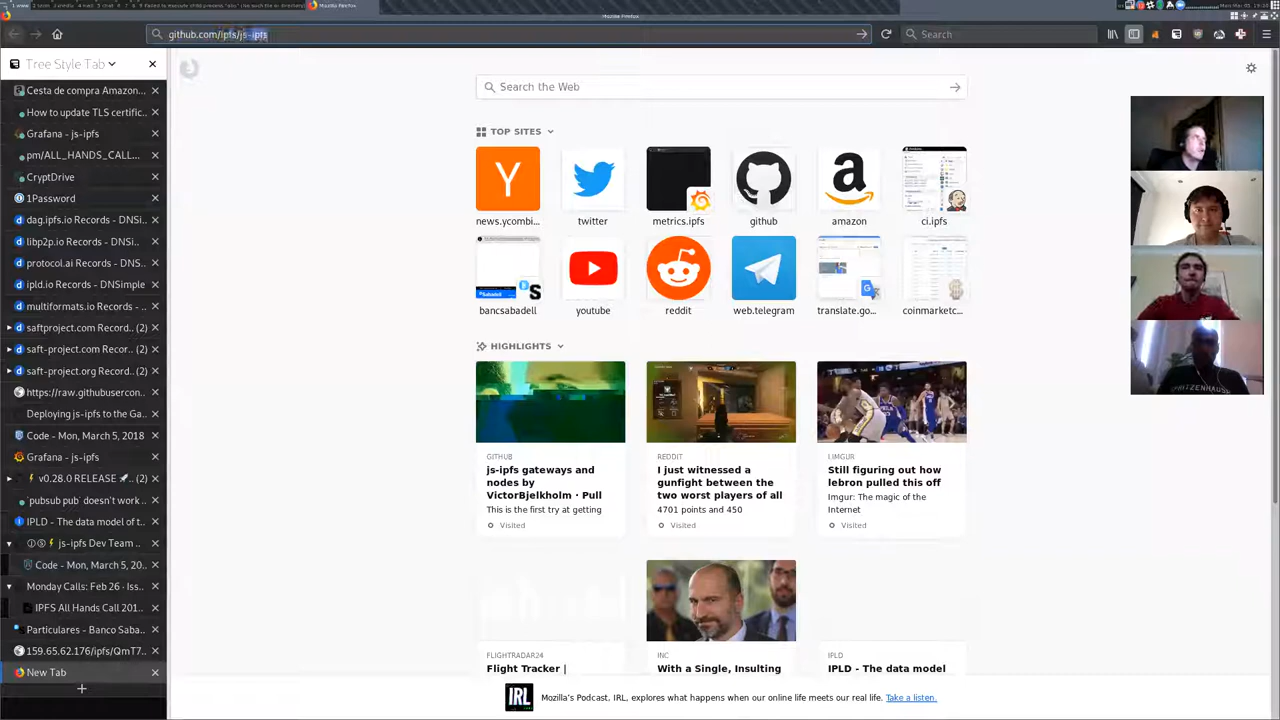 Mozilla Firefox
Mozilla Firefox
github.com/ipfs/js-ipfs
Search
Tree Style Tab
Cesta de compra Amazon...
How to update TLS certific...
Grafana - js-ipfs
pm/ALL_HANDS_CALL...
CryptDrive
1Password
dag.ipfs.io Records - DNSi...
libp2p.io Records - DNSim...
protocol.ai Records - DNS...
ipld.io Records - DNSimple
multiformats.io Records -...
saftproject.com Record.. (2)
saft-project.com Recor.. (2)
saft-project.org Record.. (2)
https://raw.githubusercon...
Deploying js-ipfs to the Ga...
Code - Mon, March 5, 2018
Grafana - js-ipfs
v0.28.0 RELEASE (2)
`pubsub pub` doesn't work ...
IPLD - The data model of t...
js-ipfs Dev Team ...
Code - Mon, March 5, 20...
Monday Calls: Feb 26 · Iss...
IPFS All Hands Call 201...
Particulares - Banco Saba...
159.65.62.176/ipfs/QmT7...
New Tab
Search the Web
TOP SITES
news.ycombi...
twitter
metrics.ipfs
github
amazon
ci.ipfs
bancsabadell
youtube
reddit
web.telegram
translate.go...
coinmarketc...
HIGHLIGHTS
GITHUB
js-ipfs gateways and
nodes by
VictorBjelkholm · Pull
This is the first try at getting
Visited
REDDIT
I just witnessed a
gunfight between the
two worst players of all
4701 points and 450
Visited
I.IMGUR
Still figuring out how
lebron pulled this off
Imgur: The magic of the
Internet
Visited
FLIGHTRADAR24
Flight Tracker |
INC
With a Single, Insulting
IPLD
IPLD - The data model
IRL
Mozilla's Podcast, IRL, explores what happens when our online life meets our real life. Take a listen.